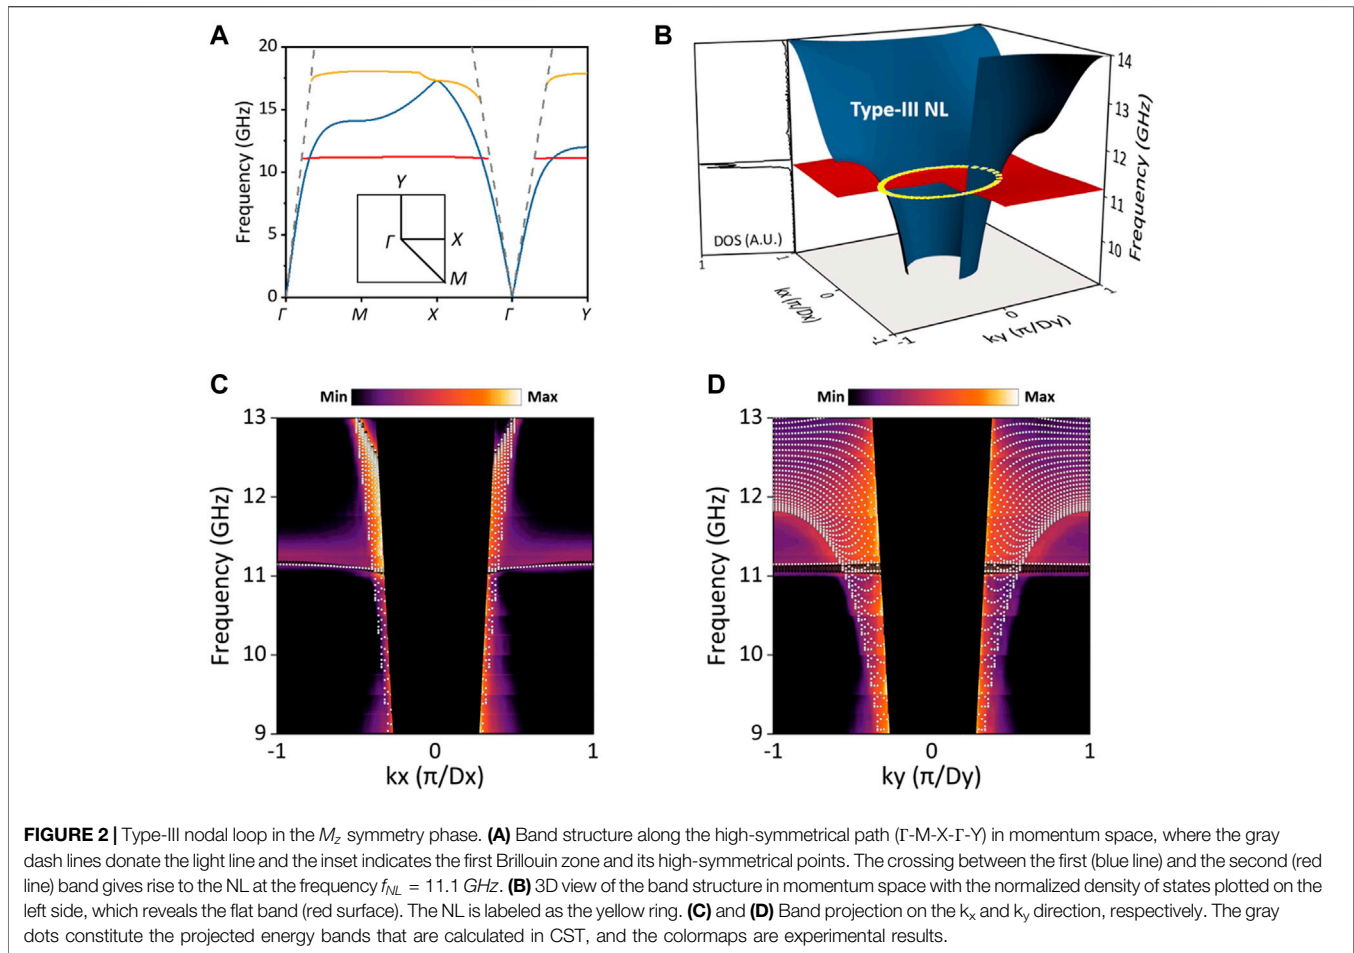 A
20
15
10
5
0
Frequency (GHz)
Γ M X Γ Y
Y
Γ X
M
B
Type-III NL
DOS (A.U.)
1
1
0
-1
kx (π/Dx)
-1
0
1
ky (π/Dy)
14
13
12
11
10
Frequency (GHz)
C
Min Max
13
12
11
10
9
Frequency (GHz)
-1 0 1
kx (π/Dx)
D
Min Max
13
12
11
10
9
Frequency (GHz)
-1 0 1
ky (π/Dy)
FIGURE 2 | Type-III nodal loop in the Mz symmetry phase. (A) Band structure along the high-symmetrical path (Γ-M-X-Γ-Y) in momentum space, where the gray
dash lines donate the light line and the inset indicates the first Brillouin zone and its high-symmetrical points. The crossing between the first (blue line) and the second (red
line) band gives rise to the NL at the frequency fNL = 11.1 GHz. (B) 3D view of the band structure in momentum space with the normalized density of states plotted on the
left side, which reveals the flat band (red surface). The NL is labeled as the yellow ring. (C) and (D) Band projection on the kx and ky direction, respectively. The gray
dots constitute the projected energy bands that are calculated in CST, and the colormaps are experimental results.